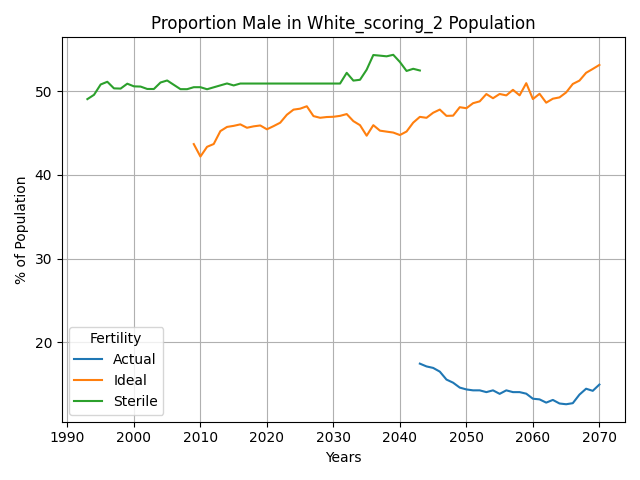 Proportion Male in White_scoring_2 Population
% of Population
50
40
30
20
Fertility
Actual
Ideal
Sterile
1990 2000 2010 2020 2030 2040 2050 2060 2070
Years